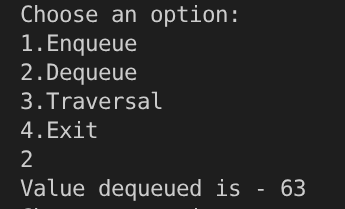 Choose an option:
1.Enqueue
2.Dequeue
3.Traversal
4.Exit
2
Value dequeued is - 63